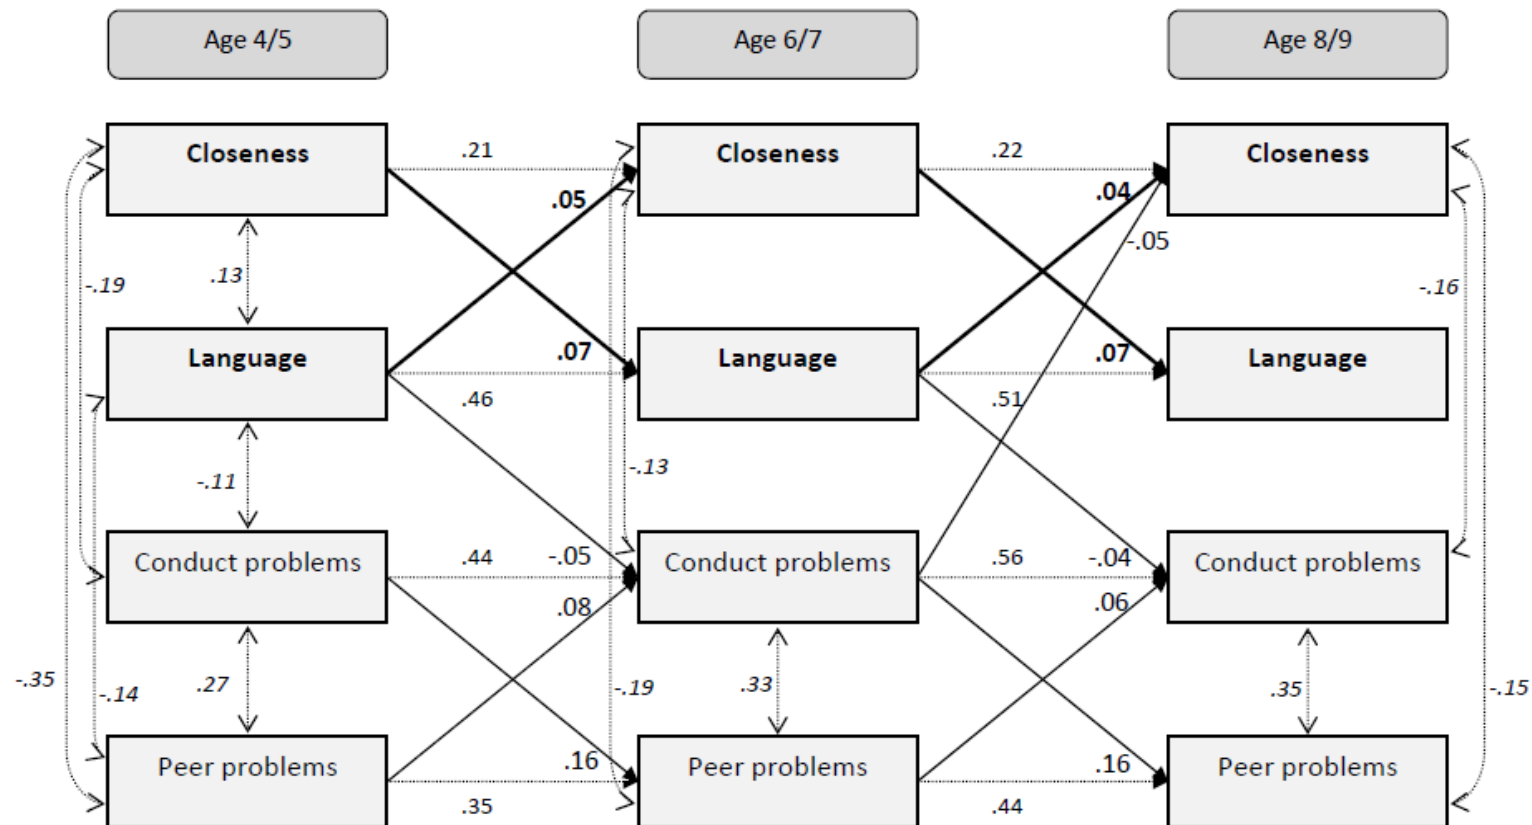 Age 4/5 Age 6/7 Age 8/9
Closeness .21 Closeness .22 Closeness
.05 .04
-.05
-.19 .13 -.16
Language .07 Language .07 Language
.46 .51
-.13
-.11
Conduct problems .44 -.05 Conduct problems .56 -.04 Conduct problems
.08 .06
-.35 -.14 .27 -.19 .33 .35 -.15
Peer problems .16 Peer problems .16 Peer problems
.35 .44